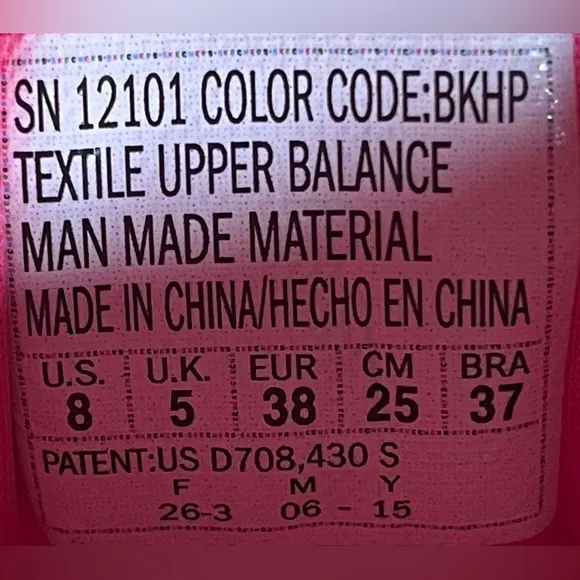 SN 12101 COLOR CODE:BKHP
TEXTILE UPPER BALANCE
MAN MADE MATERIAL
MADE IN CHINA/HECHO EN CHINA
U.S. U.K. EUR CM BRA
8 5 38 25 37
PATENT:US D708,430 S
F M Y
26-3 06 - 15